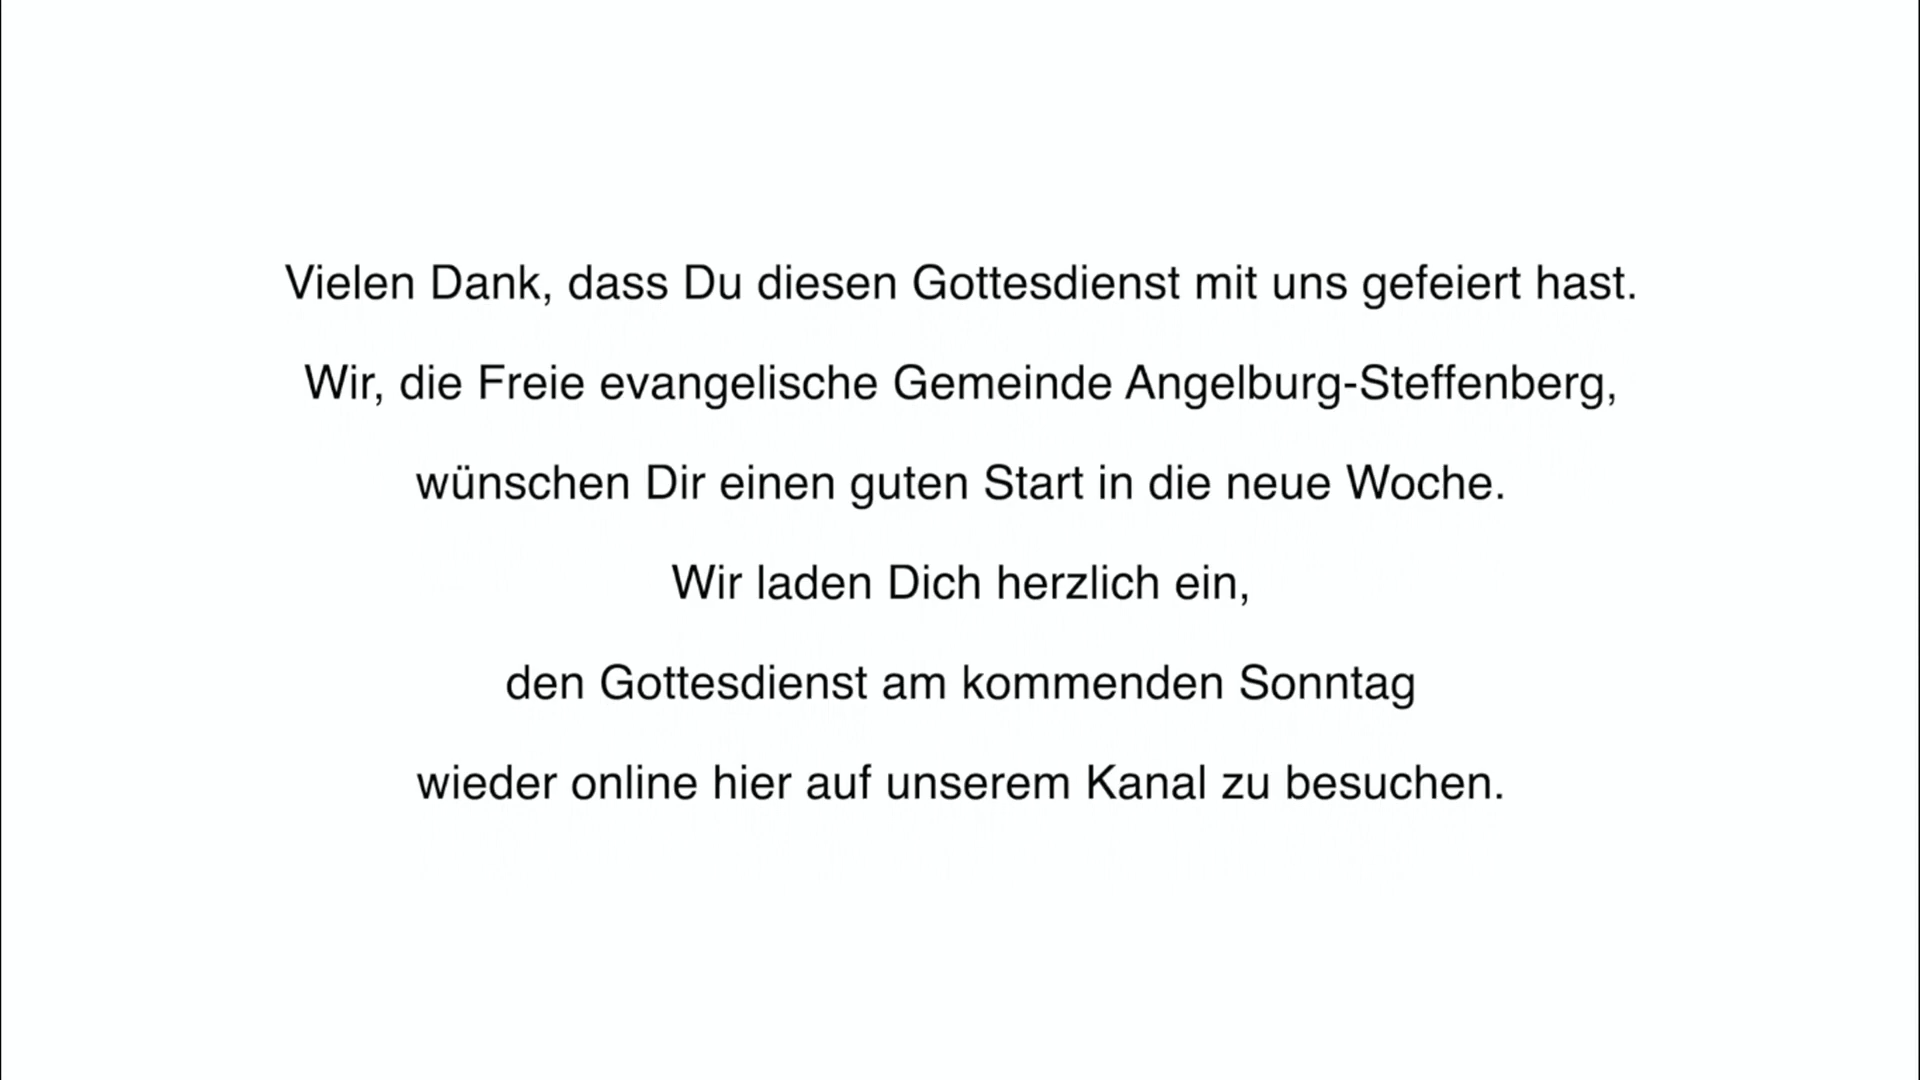 Vielen Dank, dass Du diesen Gottesdienst mit uns gefeiert hast.
Wir, die Freie evangelische Gemeinde Angelburg-Steffenberg,
wünschen Dir einen guten Start in die neue Woche.
Wir laden Dich herzlich ein,
den Gottesdienst am kommenden Sonntag
wieder online hier auf unserem Kanal zu besuchen.